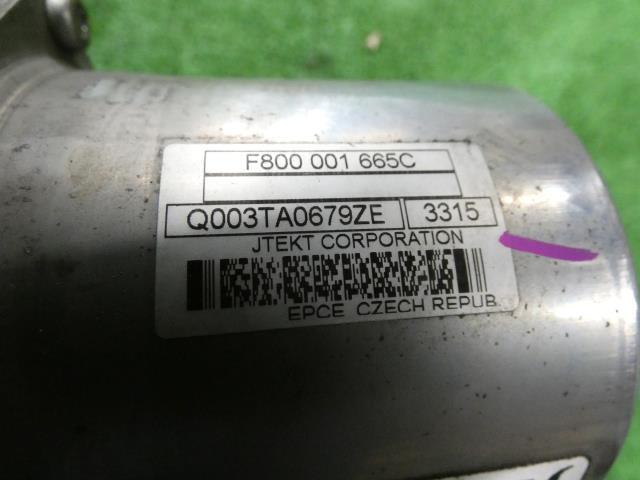 F800 001 665C
Q003TA0679ZE 3315
JTEKT CORPORATION
EPCE CZECH REPUB